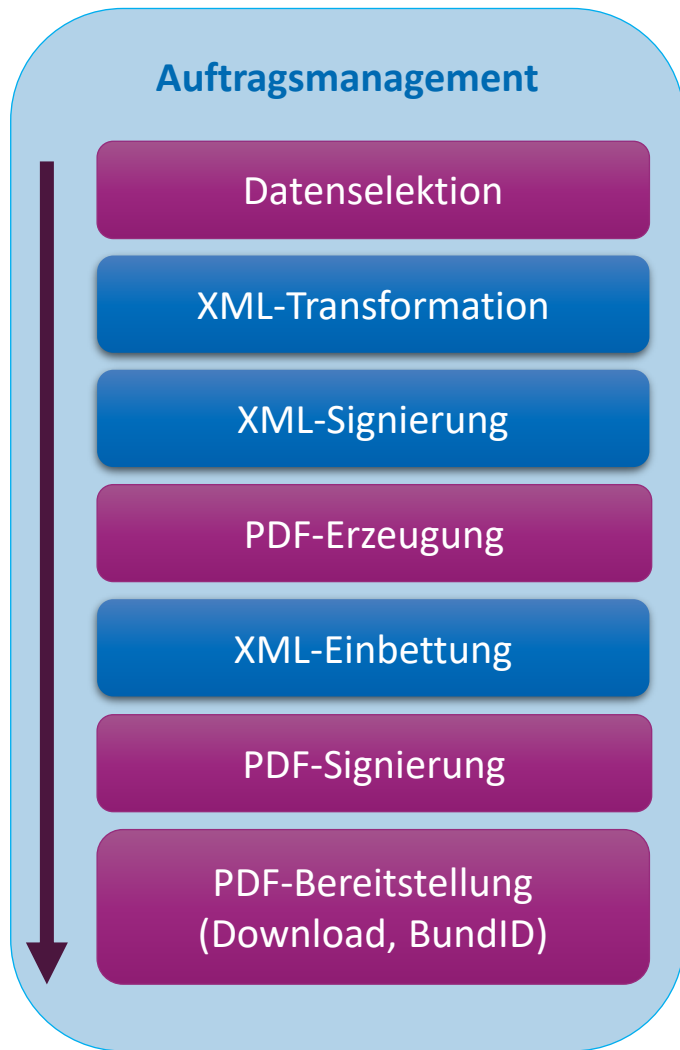 Auftragsmanagement
Datenselektion
XML-Transformation
XML-Signierung
PDF-Erzeugung
XML-Einbettung
PDF-Signierung
PDF-Bereitstellung
(Download, BundID)